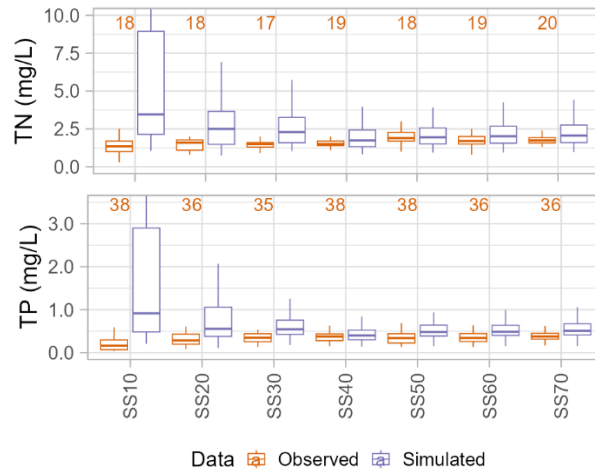 TN (mg/L)
10.0
7.5
5.0
2.5
0.0
18 18 17 19 18 19 20
TP (mg/L)
3.0
2.0
1.0
0.0
38 36 35 38 38 36 36
SS10 SS20 SS30 SS40 SS50 SS60 SS70
Data a Observed a Simulated